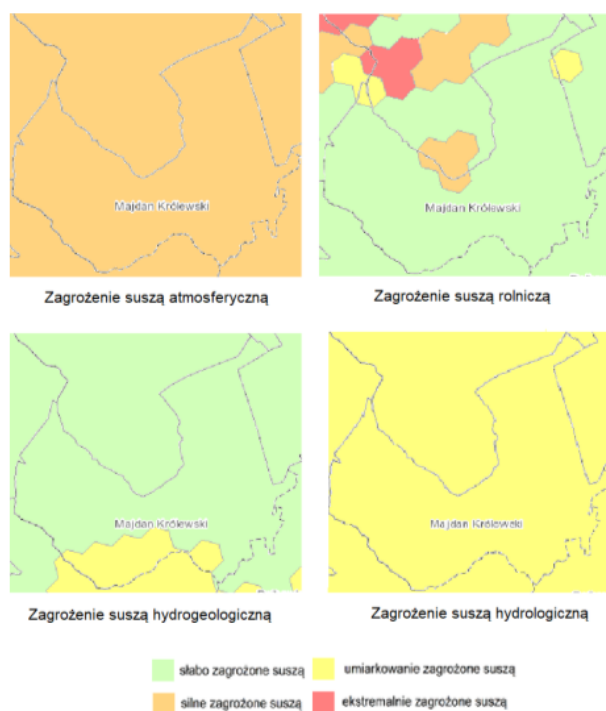 Majdan Królewski
Majdan Królewski
Zagrożenie suszą atmosferyczną
Zagrożenie suszą rolniczą
Majdan Królewski
Majdan Królewski
Zagrożenie suszą hydrogeologiczną
Zagrożenie suszą hydrologiczną
słabo zagrożone suszą
umiarkowanie zagrożone suszą
silne zagrożone suszą
ekstremalnie zagrożone suszą